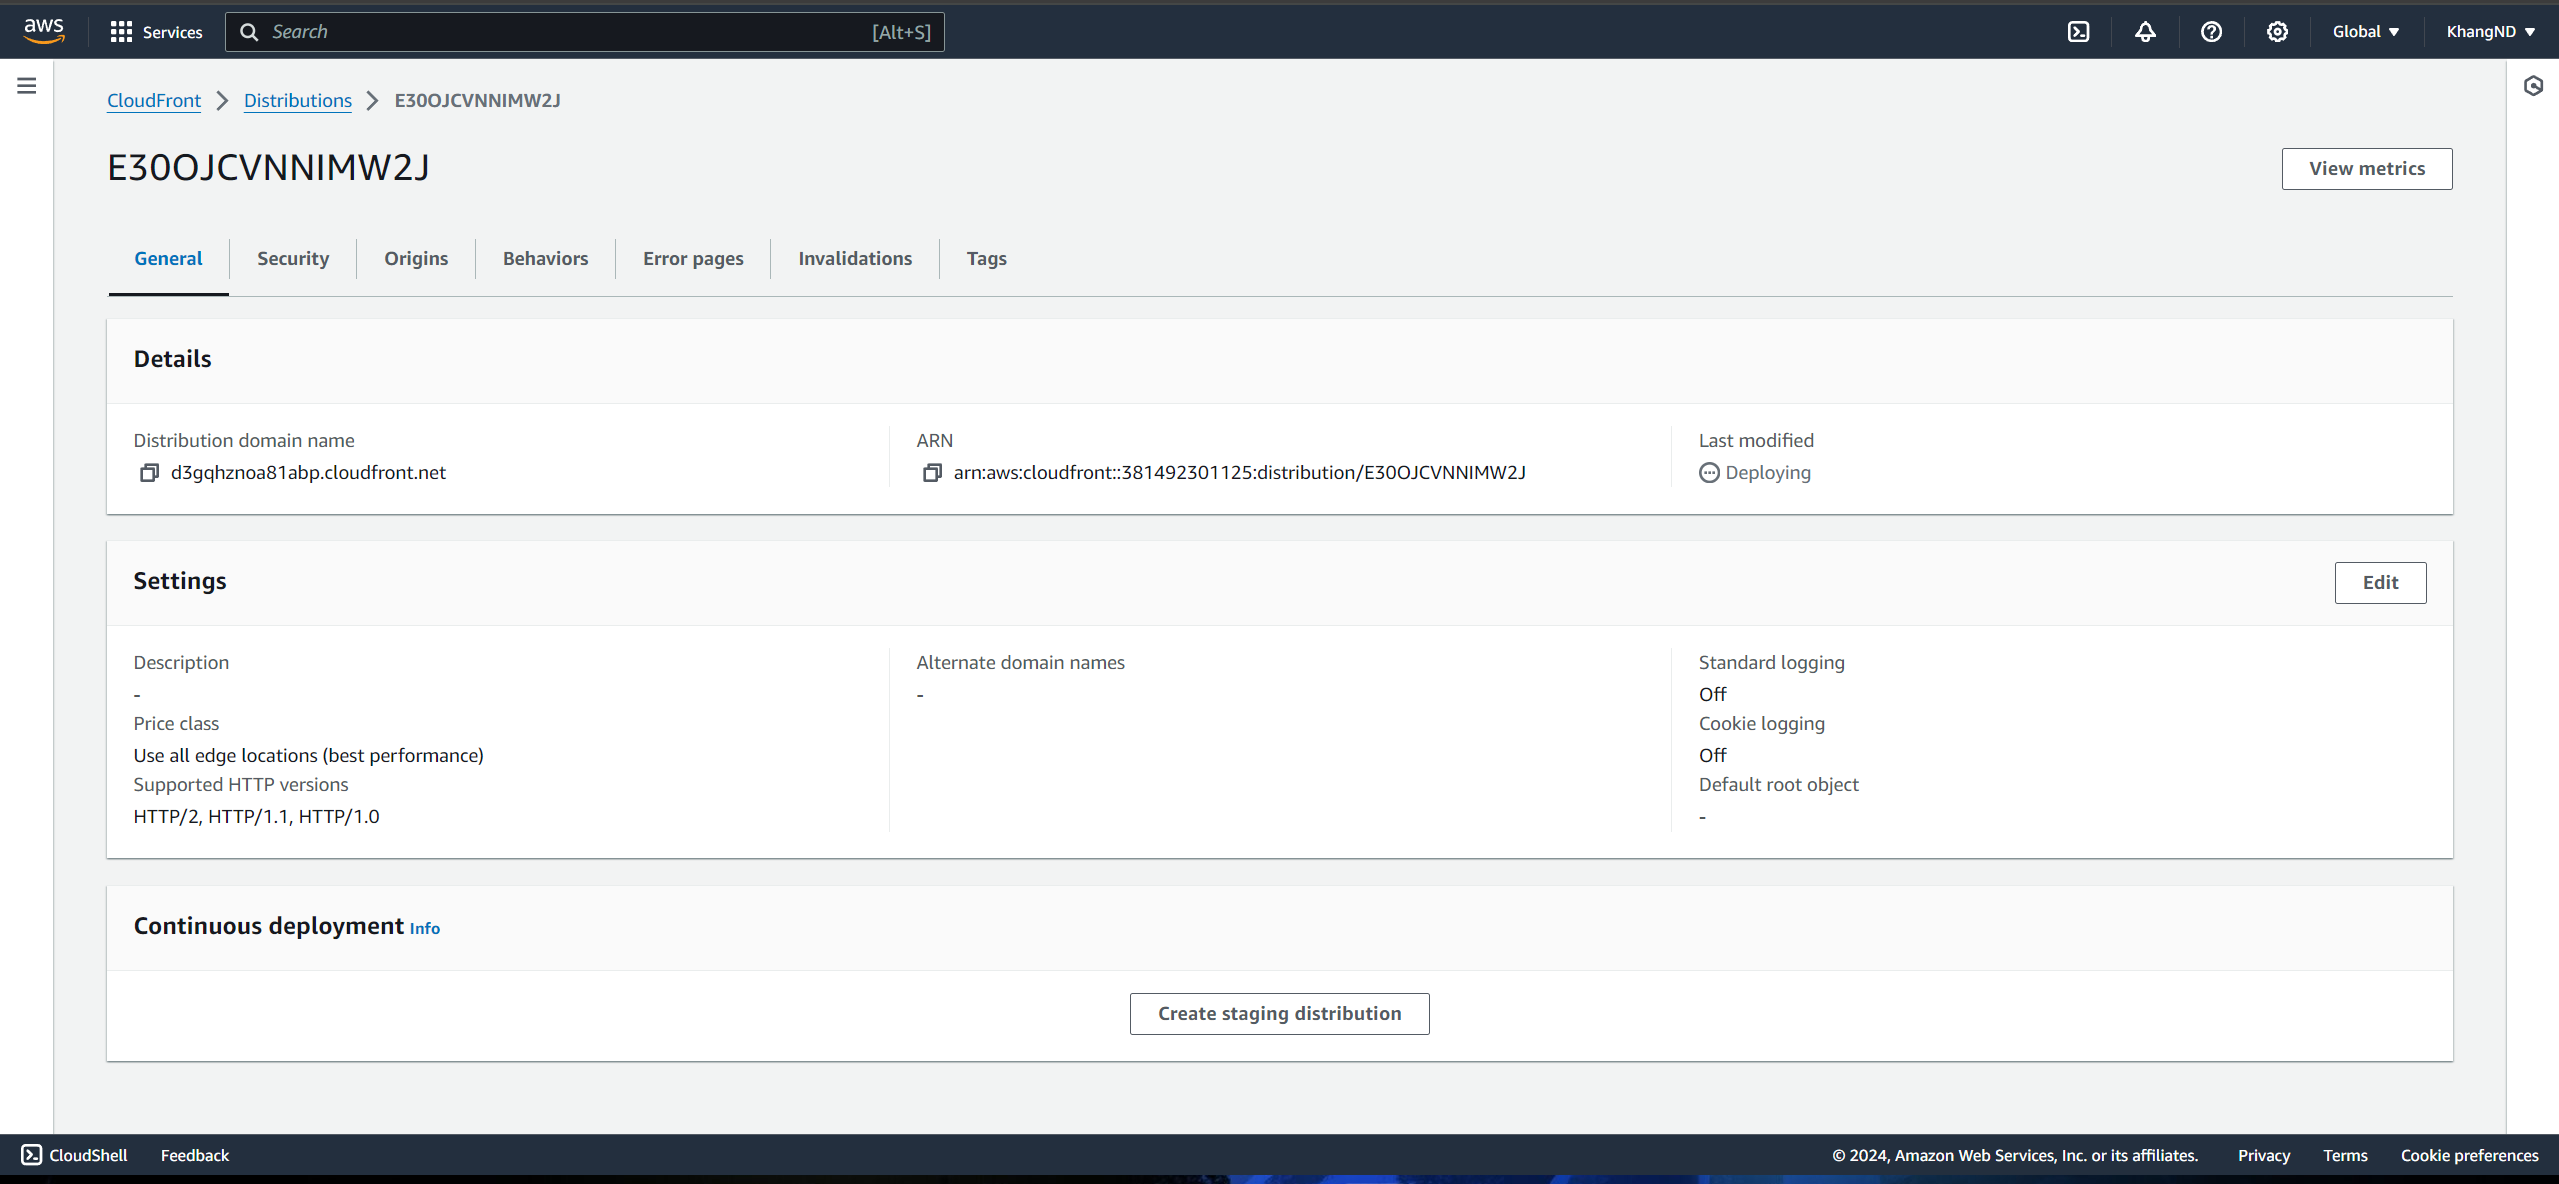 aws Services Search [Alt+S] Global KhangND
CloudFront Distributions E30OJCVNNIMW2J
E30OJCVNNIMW2J
View metrics
General Security Origins Behaviors Error pages Invalidations Tags
Details
Distribution domain name ARN Last modified
d3gqhznoa81abp.cloudfront.net arn:aws:cloudfront::381492301125:distribution/E30OJCVNNIMW2J Deploying
Settings Edit
Description Alternate domain names Standard logging
- - Off
Price class Cookie logging
Use all edge locations (best performance) Off
Supported HTTP versions Default root object
HTTP/2, HTTP/1.1, HTTP/1.0 -
Continuous deployment Info
Create staging distribution
CloudShell Feedback © 2024, Amazon Web Services, Inc. or its affiliates. Privacy Terms Cookie preferences